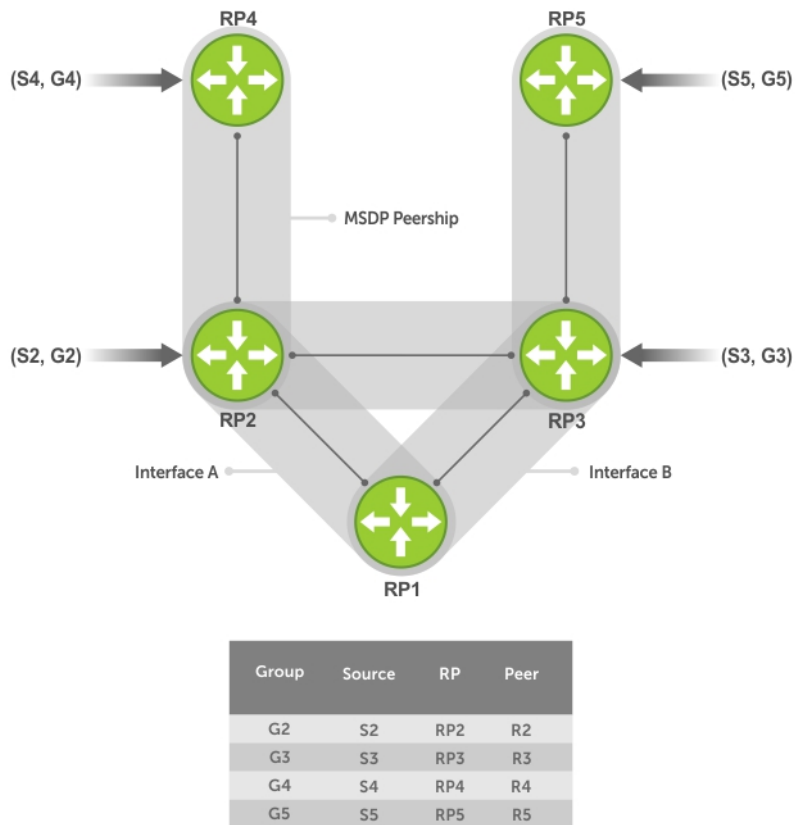 RP4 RP5
(S4, G4) (S5, G5)
MSDP Peership
(S2, G2) (S3, G3)
RP2 RP3
Interface A Interface B
RP1
Group Source RP Peer
G2 S2 RP2 R2
G3 S3 RP3 R3
G4 S4 RP4 R4
G5 S5 RP5 R5